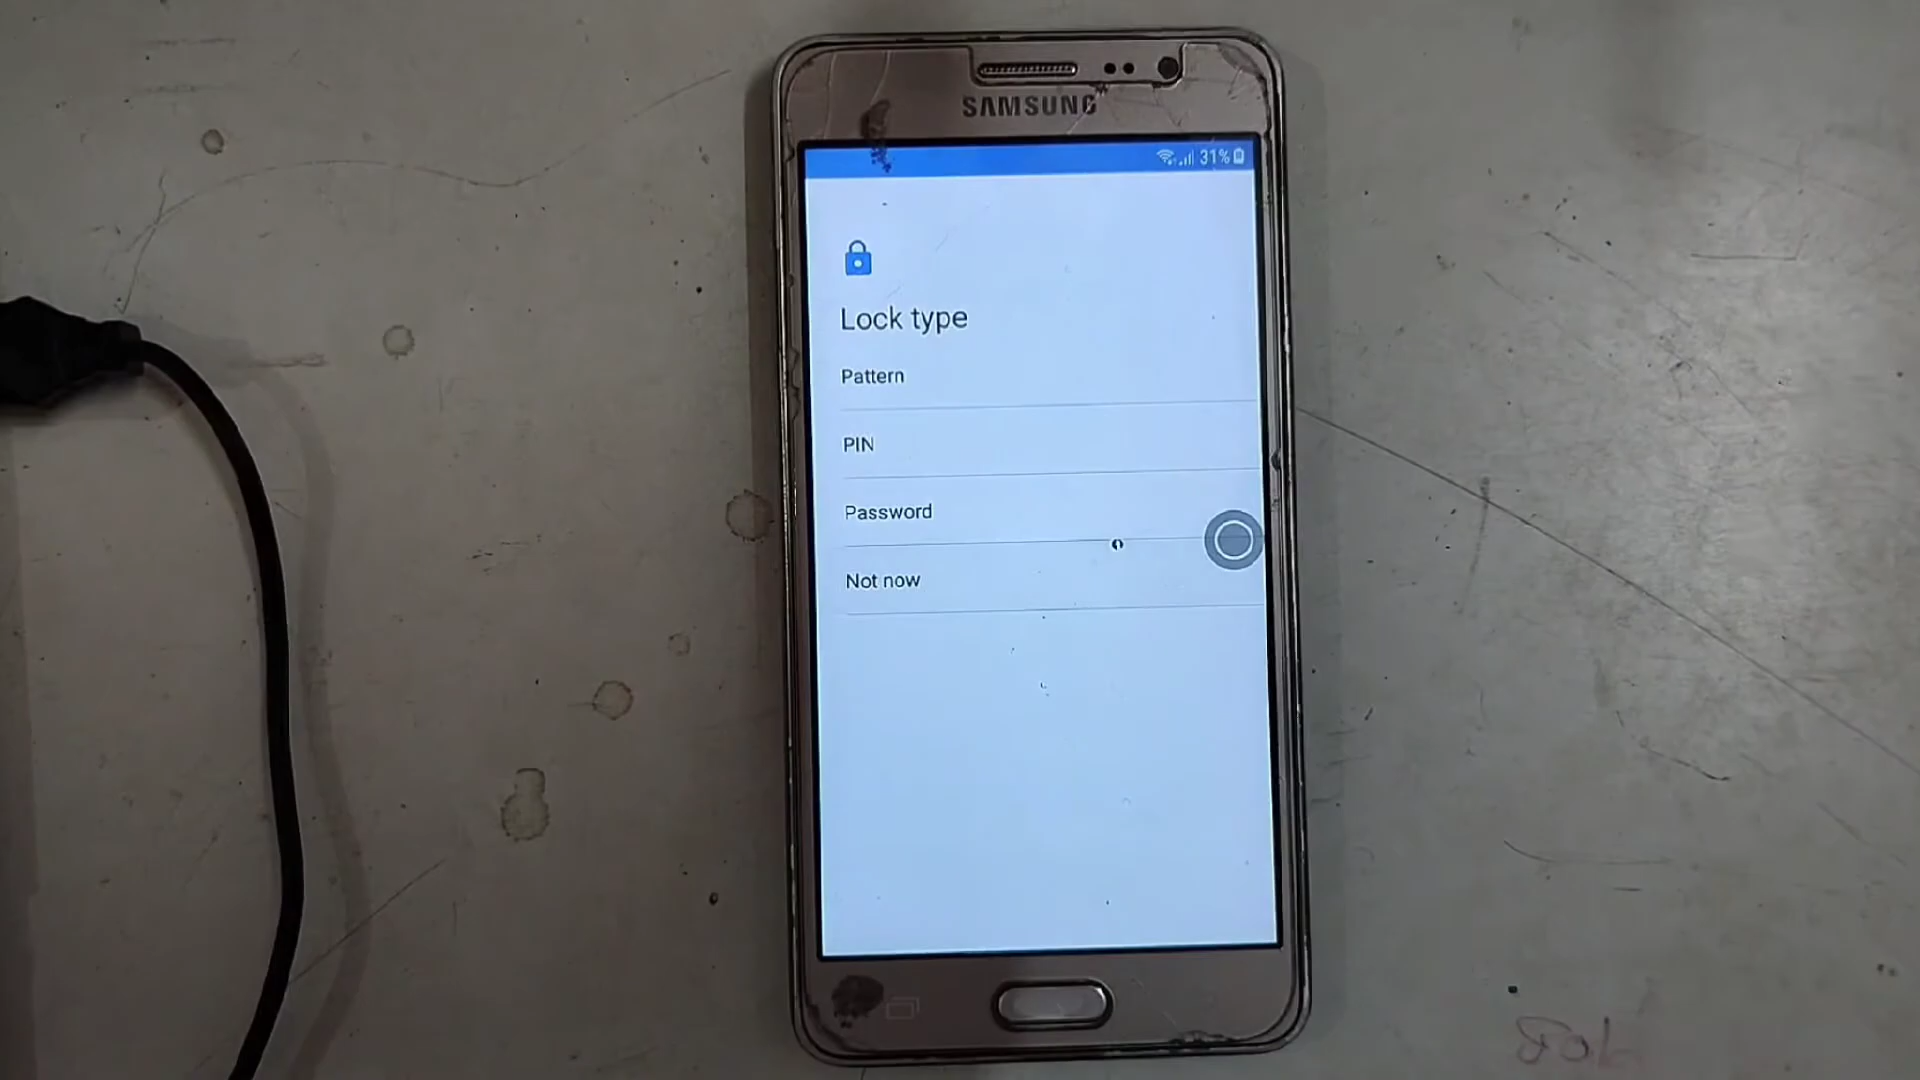 SAMSUNG
31%
Lock type
Pattern
PIN
Password
Not now